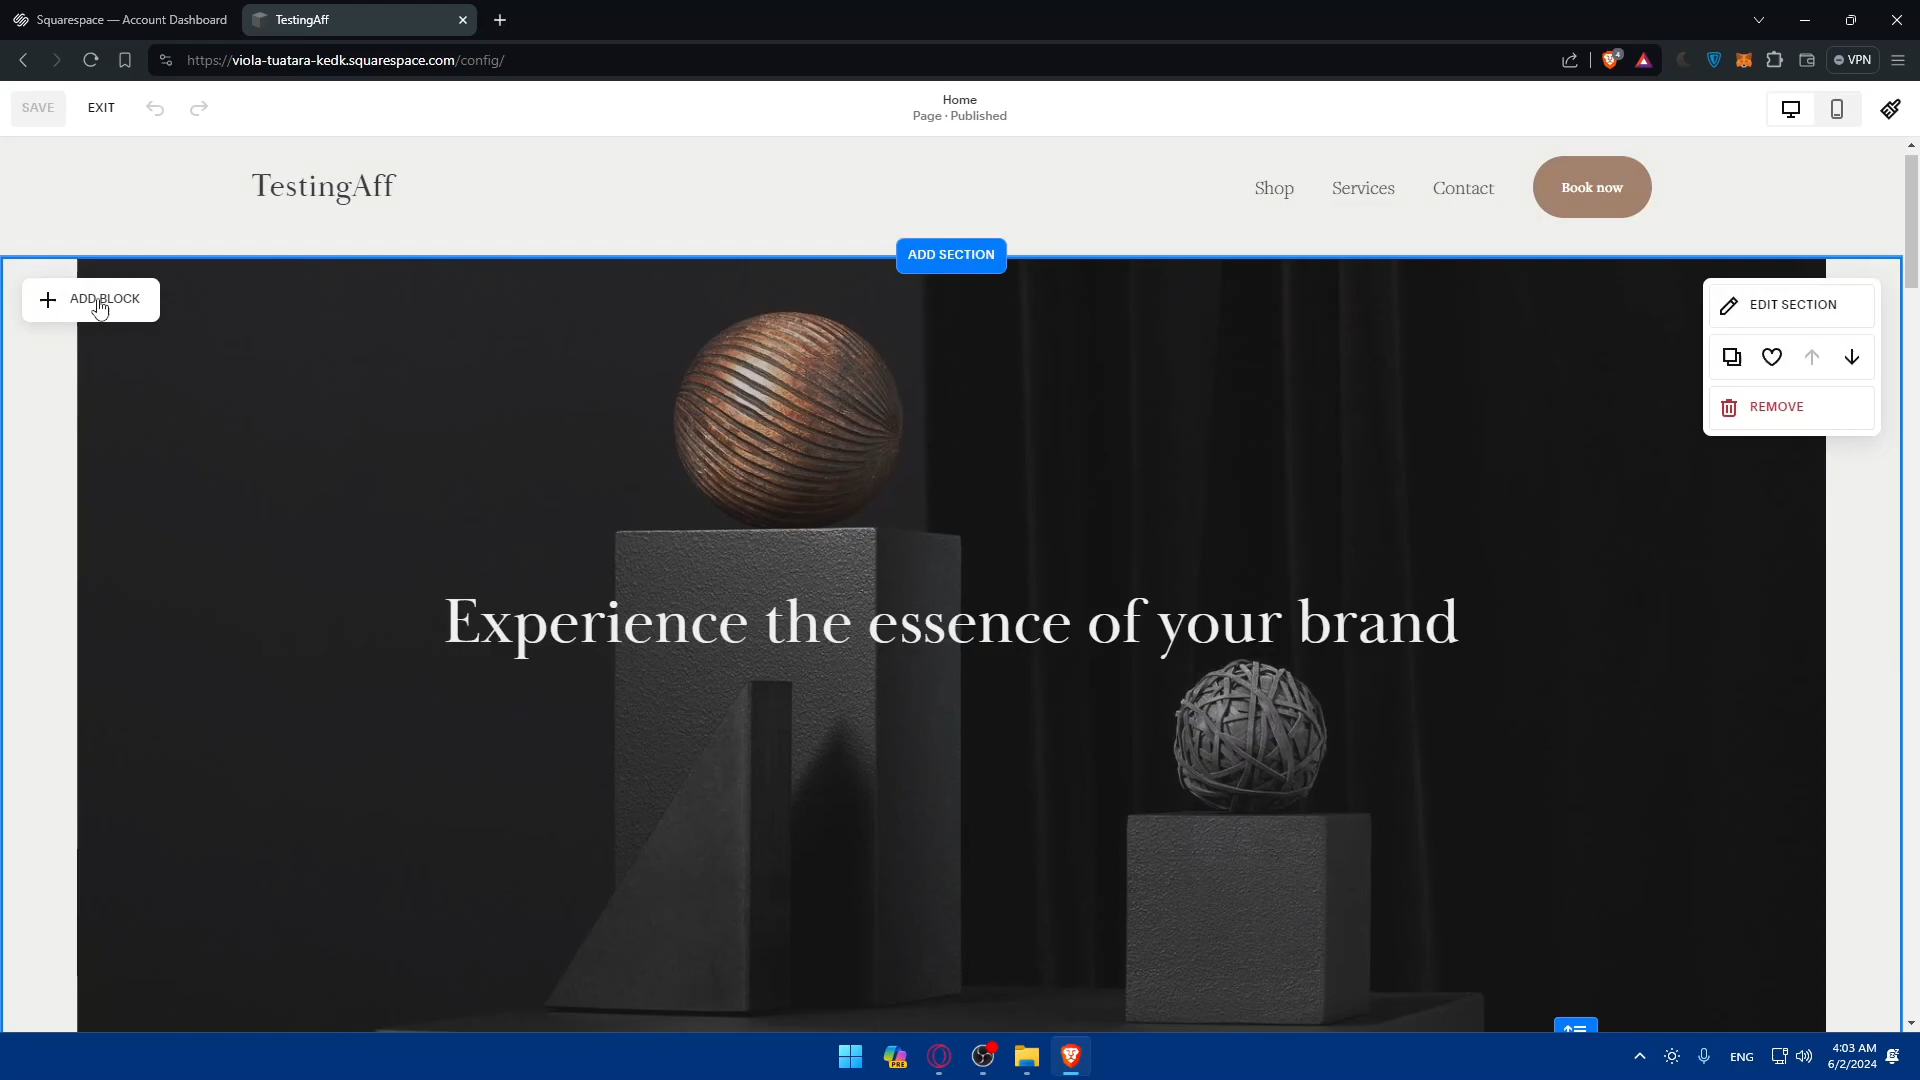 Squarespace — Account Dashboard
TestingAff
https://viola-tuatara-kedk.squarespace.com/config/
4
VPN
SAVE
EXIT
Home
Page · Published
TestingAff
Shop
Services
Contact
Book now
ADD SECTION
ADD BLOCK
EDIT SECTION
REMOVE
Experience the essence of your brand
PRE
ENG
4:03 AM
6/2/2024